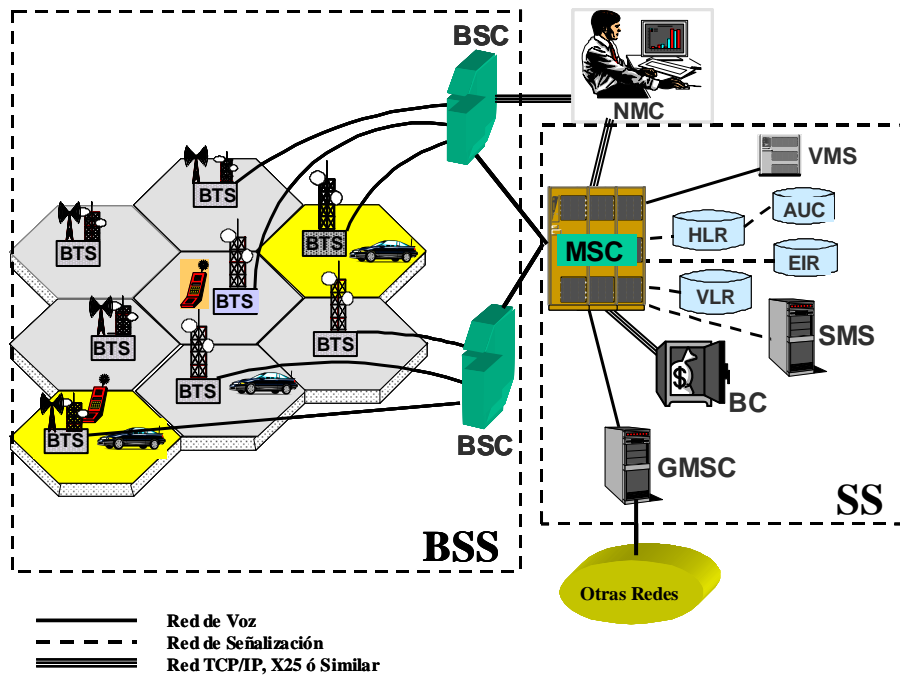 BSC
NMC
VMS
BTS
BTS
BTS
BTS
HLR
AUC
MSC
EIR
VLR
BTS
BTS
BTS
SMS
BTS
BC
BSC
GMSC
SS
BSS
Otras Redes
Red de Voz
Red de Señalización
Red TCP/IP, X25 ó Similar